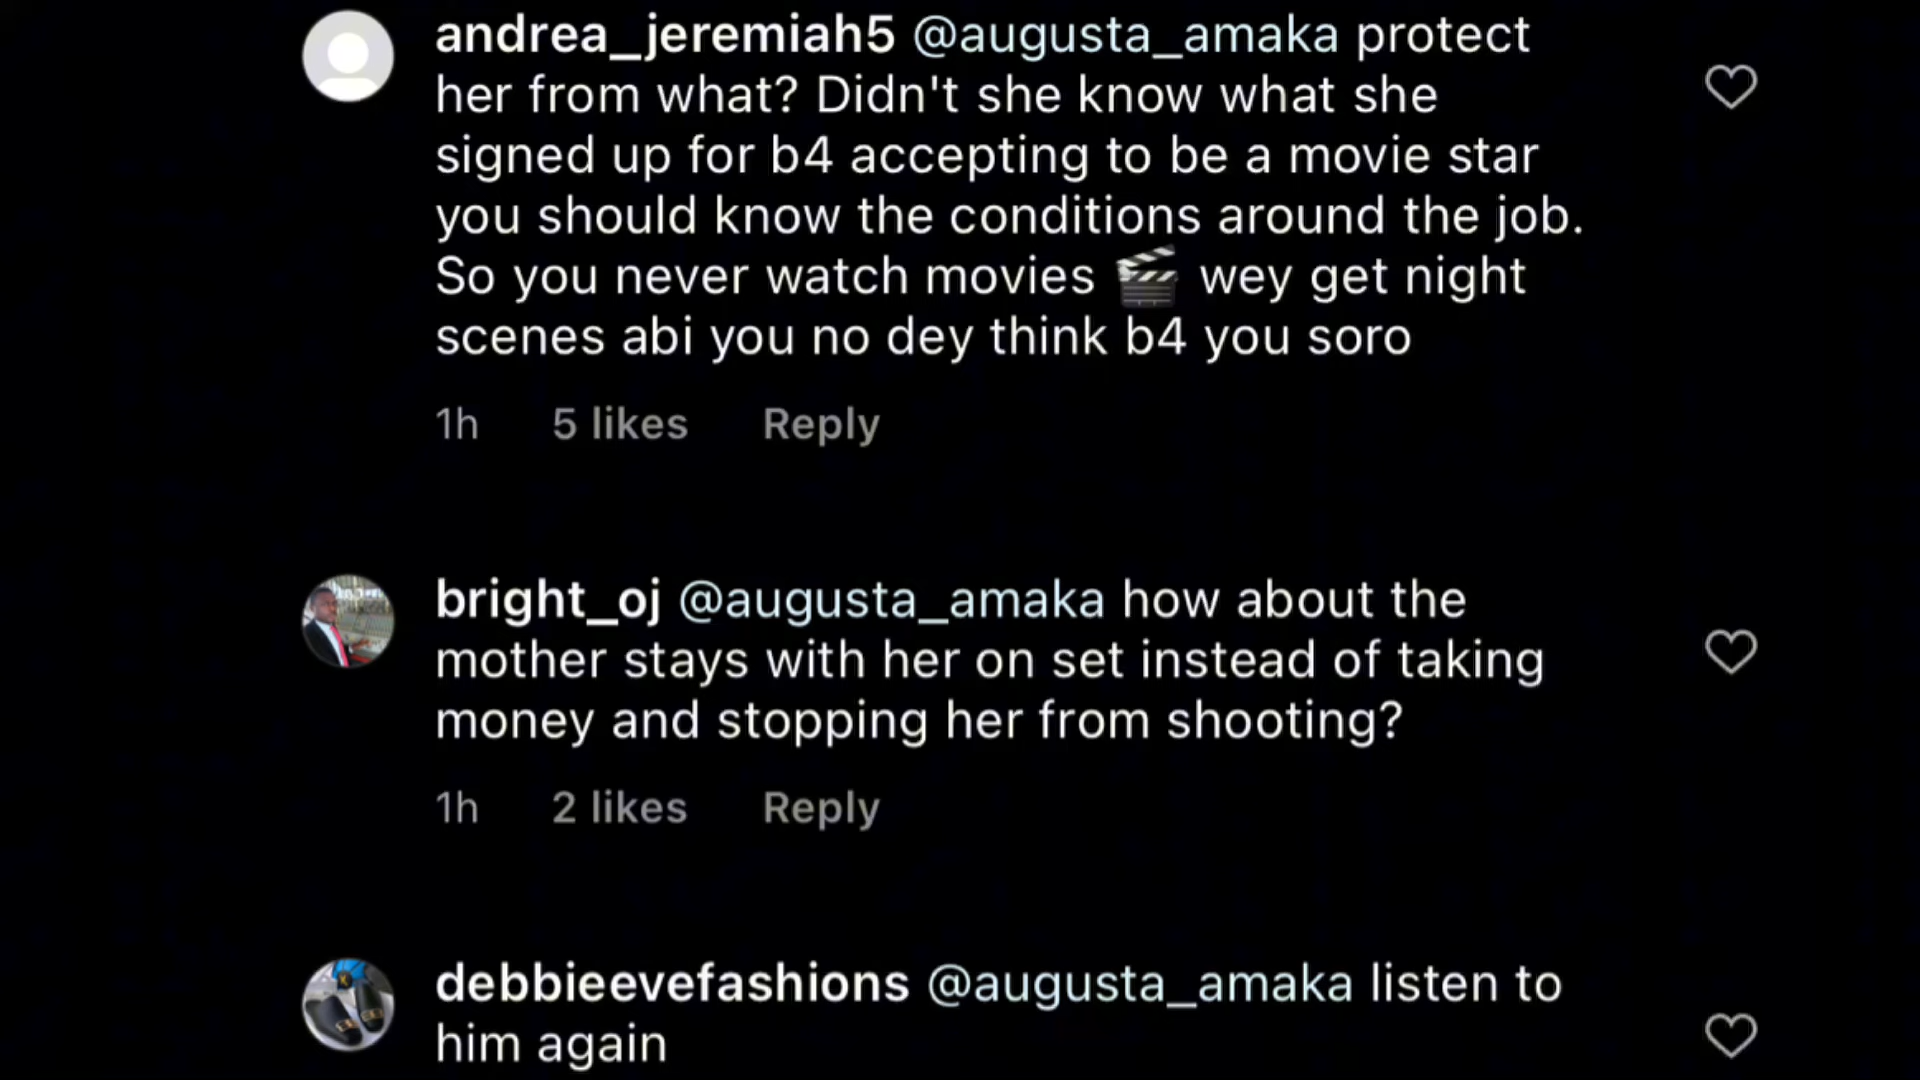 andrea_jeremiah5 @augusta_amaka protect
her from what? Didn't she know what she
signed up for b4 accepting to be a movie star
you should know the conditions around the job.
So you never watch movies 🎬 wey get night
scenes abi you no dey think b4 you soro
1h 5 likes Reply
bright_oj @augusta_amaka how about the
mother stays with her on set instead of taking
money and stopping her from shooting?
1h 2 likes Reply
debbieevefashions @augusta_amaka listen to
him again